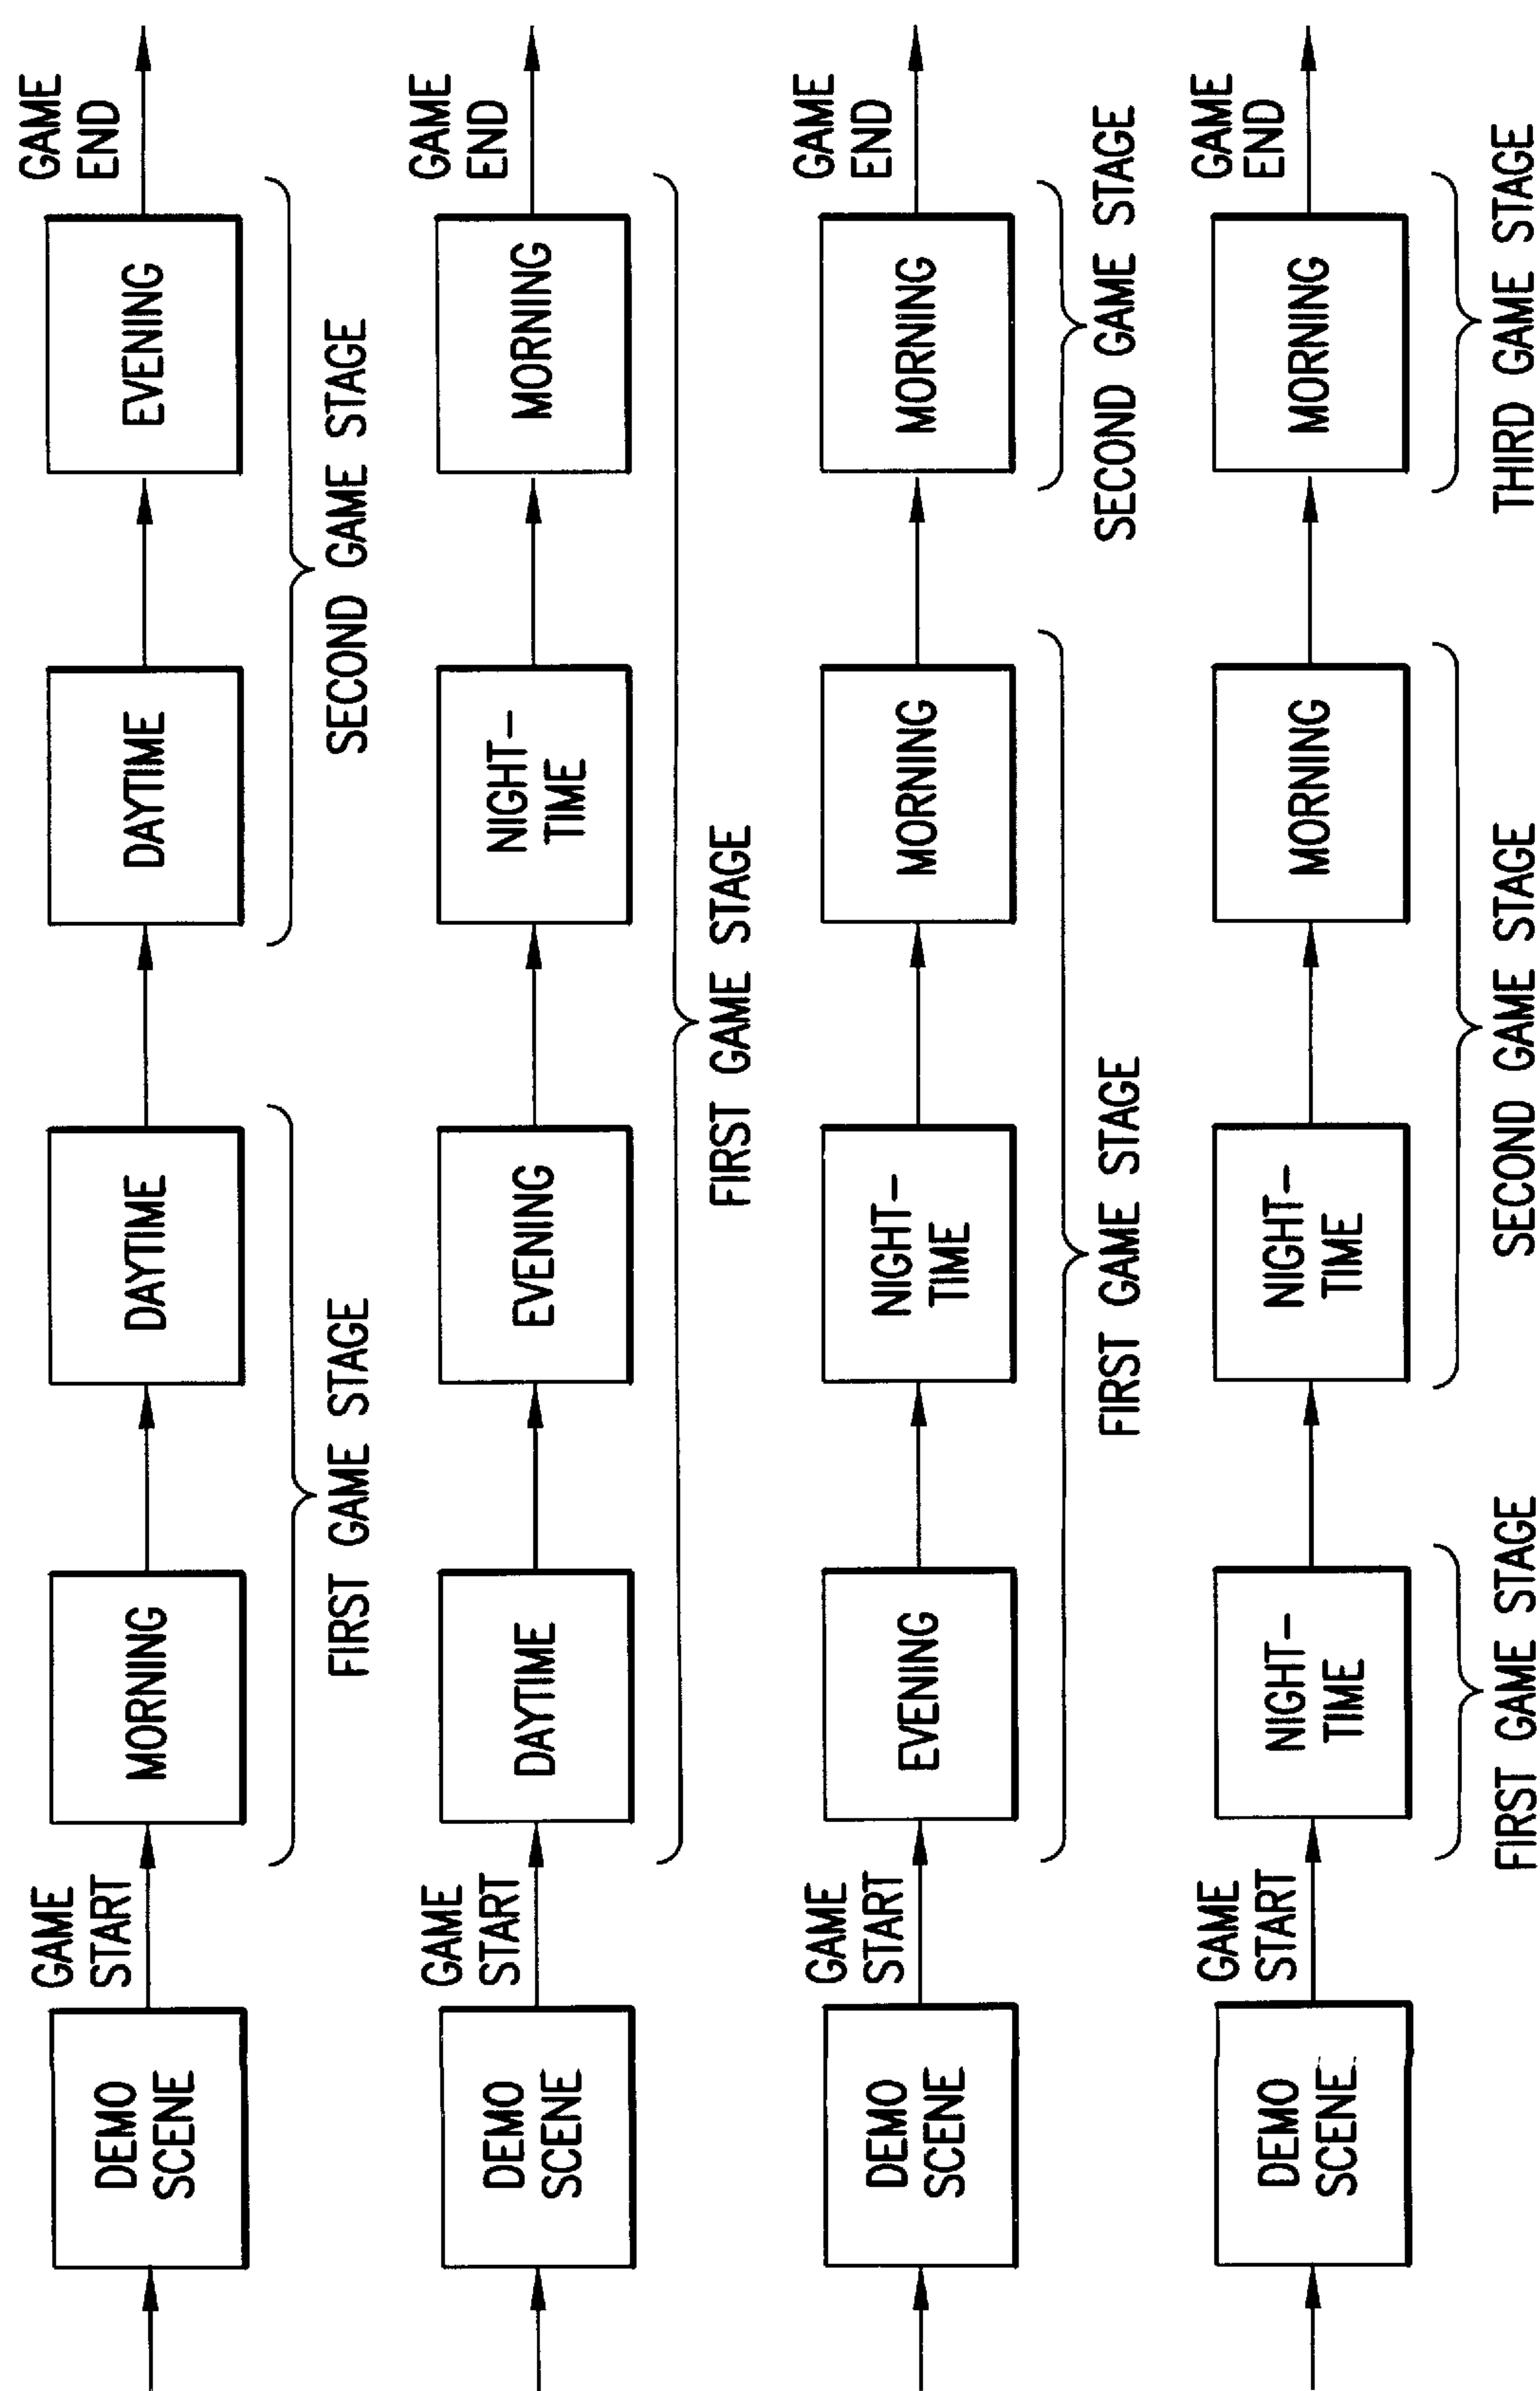 GAME
START
GAME
END
DEMO
SCENE
MORNING
DAYTIME
DAYTIME
EVENING
FIRST GAME STAGE
SECOND GAME STAGE
GAME
START
GAME
END
DEMO
SCENE
DAYTIME
EVENING
NIGHT-
TIME
MORNING
FIRST GAME STAGE
GAME
START
GAME
END
DEMO
SCENE
EVENING
NIGHT-
TIME
MORNING
MORNING
FIRST GAME STAGE
SECOND GAME STAGE
GAME
START
GAME
END
DEMO
SCENE
NIGHT-
TIME
NIGHT-
TIME
MORNING
MORNING
FIRST GAME STAGE
SECOND GAME STAGE
THIRD GAME STAGE